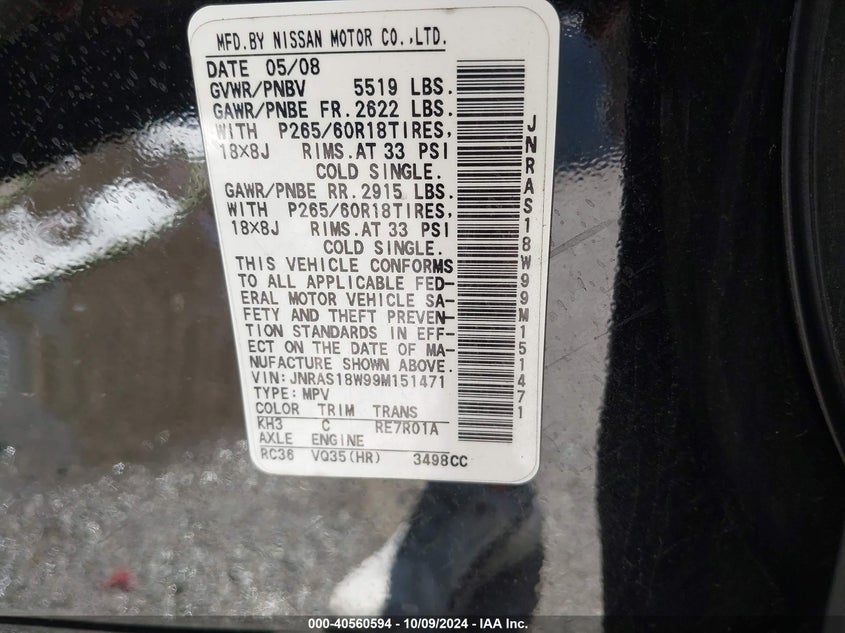 MFD.BY NISSAN MOTOR CO.,LTD.
DATE 05/08
GVWR/PNBV 5519 LBS.
GAWR/PNBE FR.2622 LBS.
WITH P265/60R18TIRES,
18×8J RIMS.AT 33 PSI
COLD SINGLE.
GAWR/PNBE RR.2915 LBS.
WITH P265/60R18TIRES,
18×8J RIMS.AT 33 PSI
COLD SINGLE.
THIS VEHICLE CONFORMS
TO ALL APPLICABLE FED-
ERAL MOTOR VEHICLE SA-
FETY AND THEFT PREVEN-
TION STANDARDS IN EFF-
ECT ON THE DATE OF MA-
NUFACTURE SHOWN ABOVE.
VIN:JNRAS18W99M151471
TYPE:MPV
COLOR TRIM TRANS
KH3 C RE7R01A
AXLE ENGINE
RC36 VQ35(HR) 3498CC
JNRAS18W99M151471
000-40560594 - 10/09/2024 - IAA Inc.